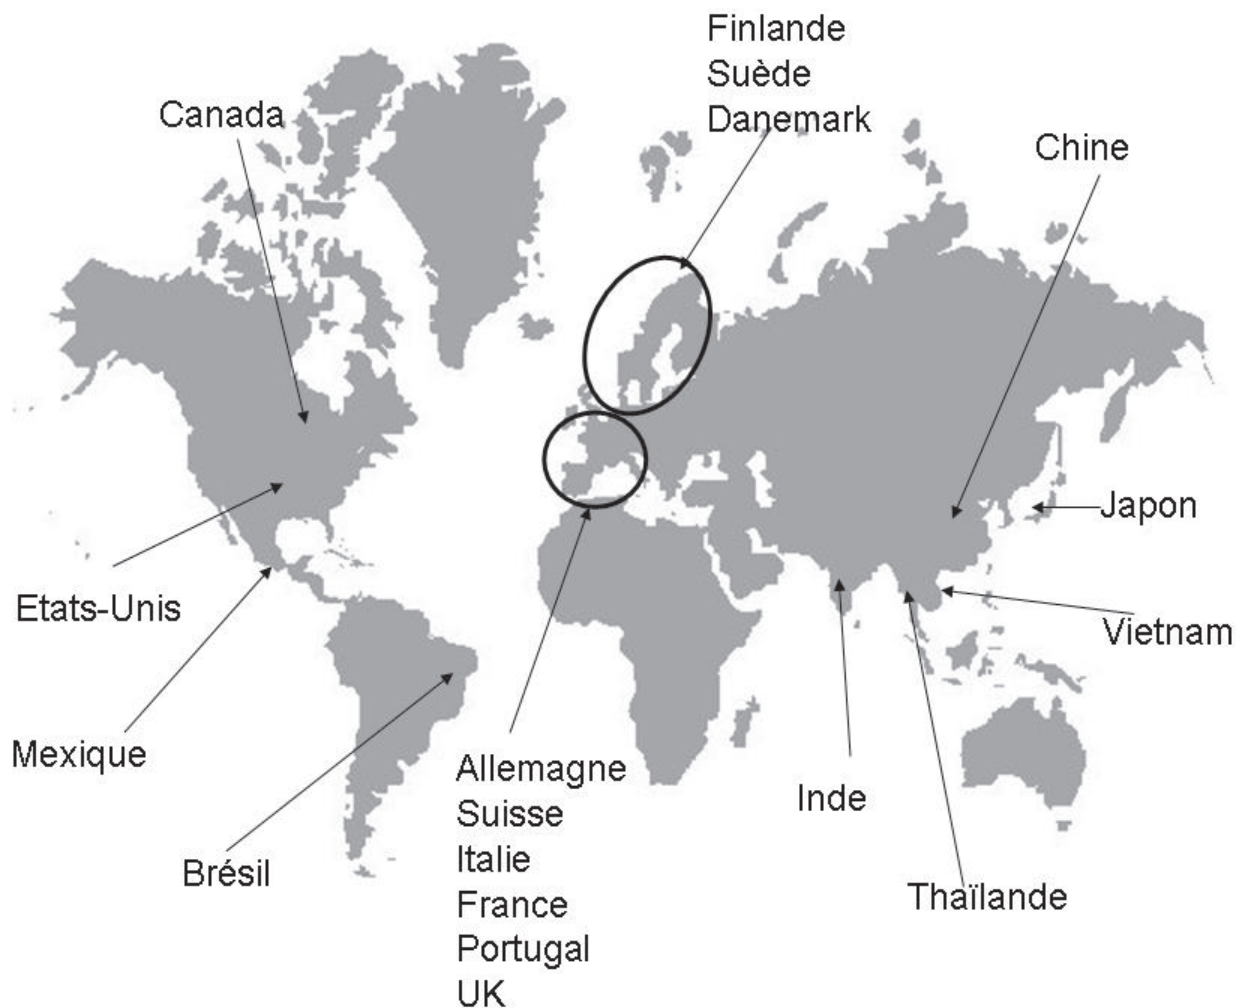 Finlande
Suède
Danemark
Canada
Chine
Japon
Etats-Unis
Vietnam
Mexique
Allemagne
Suisse
Italie
France
Portugal
UK
Inde
Brésil
Thaïlande